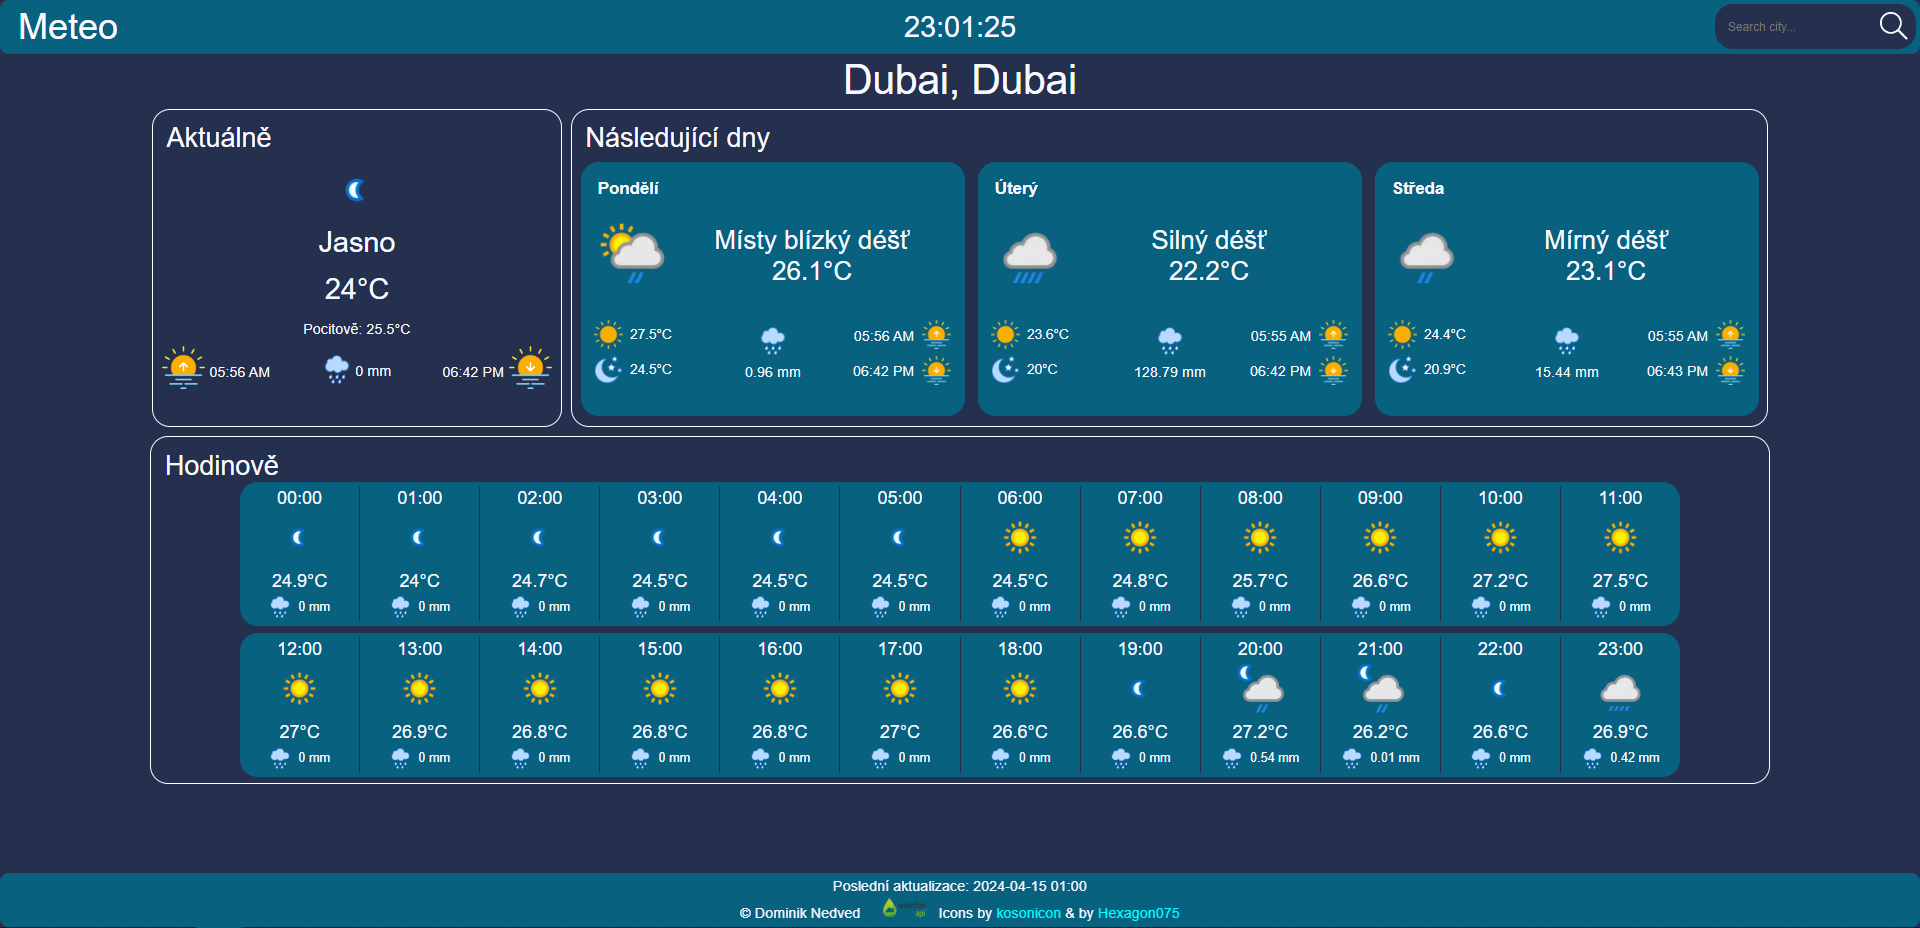 Meteo
23:01:25
Search city...
Dubai, Dubai
Aktuálně
Jasno
24°C
Pocitově: 25.5°C
05:56 AM
0 mm
06:42 PM
Následující dny
Pondělí
Místy blízký déšť
26.1°C
27.5°C
24.5°C
0.96 mm
05:56 AM
06:42 PM
Úterý
Silný déšť
22.2°C
23.6°C
20°C
128.79 mm
05:55 AM
06:42 PM
Středa
Mírný déšť
23.1°C
24.4°C
20.9°C
15.44 mm
05:55 AM
06:43 PM
Hodinově
00:00 01:00 02:00 03:00 04:00 05:00 06:00 07:00 08:00 09:00 10:00 11:00
24.9°C 24°C 24.7°C 24.5°C 24.5°C 24.5°C 24.5°C 24.8°C 25.7°C 26.6°C 27.2°C 27.5°C
0 mm 0 mm 0 mm 0 mm 0 mm 0 mm 0 mm 0 mm 0 mm 0 mm 0 mm 0 mm
12:00 13:00 14:00 15:00 16:00 17:00 18:00 19:00 20:00 21:00 22:00 23:00
27°C 26.9°C 26.8°C 26.8°C 26.8°C 27°C 26.6°C 26.6°C 27.2°C 26.2°C 26.6°C 26.9°C
0 mm 0 mm 0 mm 0 mm 0 mm 0 mm 0 mm 0 mm 0.54 mm 0.01 mm 0 mm 0.42 mm
Poslední aktualizace: 2024-04-15 01:00
© Dominik Nedved weather api Icons by kosonicon & by Hexagon075